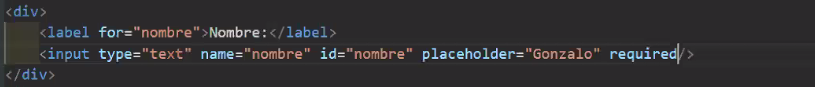 <div>
<label for="nombre">Nombre:</label>
<input type="text" name="nombre" id="nombre" placeholder="Gonzalo" required/>
</div>